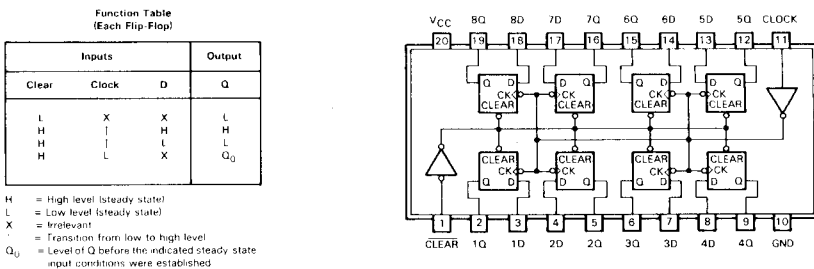 Function Table
(Each Flip-Flop)
Inputs Output
Clear Clock D Q
L X X L
H ↑ H H
H ↑ L L
H L X Q0
H = High level (steady state)
L = Low level (steady state)
X = Irrelevant
↑ = Transition from low to high level
Q0 = Level of Q before the indicated steady state
input conditions were established
VCC 8Q 8D 7D 7Q 6Q 6D 5D 5Q CLOCK
20 19 18 17 16 15 14 13 12 11
Q D D Q Q D D Q
CK CK CK CK
CLEAR CLEAR CLEAR CLEAR
CLEAR CLEAR CLEAR CLEAR
CK CK CK CK
Q D D Q Q D D Q
1 2 3 4 5 6 7 8 9 10
CLEAR 1Q 1D 2D 2Q 3Q 3D 4D 4Q GND